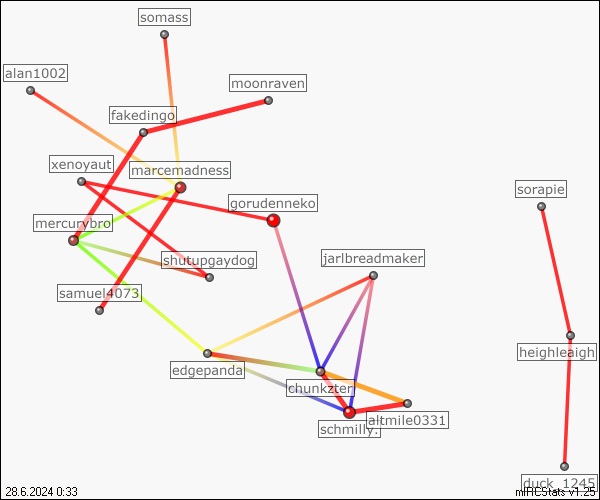 somass
alan1002
moonraven
fakedingo
xenoyaut
marcemadness
sorapie
gorudenneko
mercurybro
shutupgaydog
jarlbreadmaker
samuel4073
heighleaigh
edgepanda
chunkzter
altmile0331
schmilly.
duck_1245
28.6.2024 0:33
mIRCStats v1.25